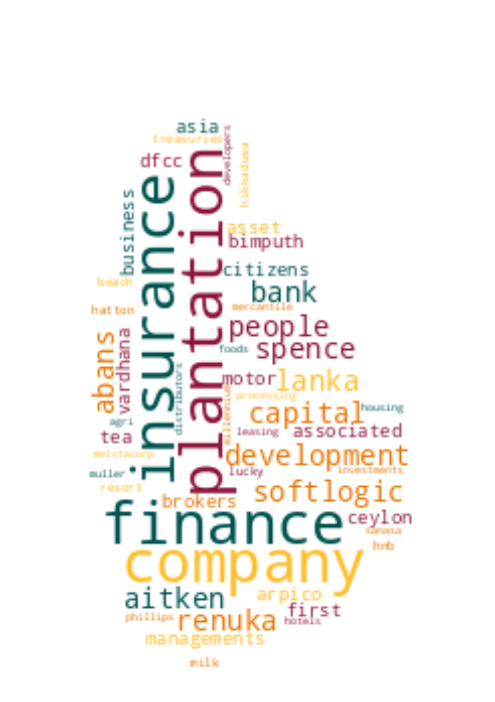 asia
treasuries
developers
dfcc
hikkaduwa
plantation
insurance
business
asset
bimputh
citizens
beach
bank
hatton
mercantile
people
abans
vardhana
foods
spence
distributors
motor
lanka
millennium
processing
capital
housing
agri
tea
leasing
associated
melstacorp
development
muller
lucky
investments
resort
softlogic
brokers
finance
ceylon
sanasa
hnb
company
aitken
arpico
first
phillips
renuka
hotels
managements
milk